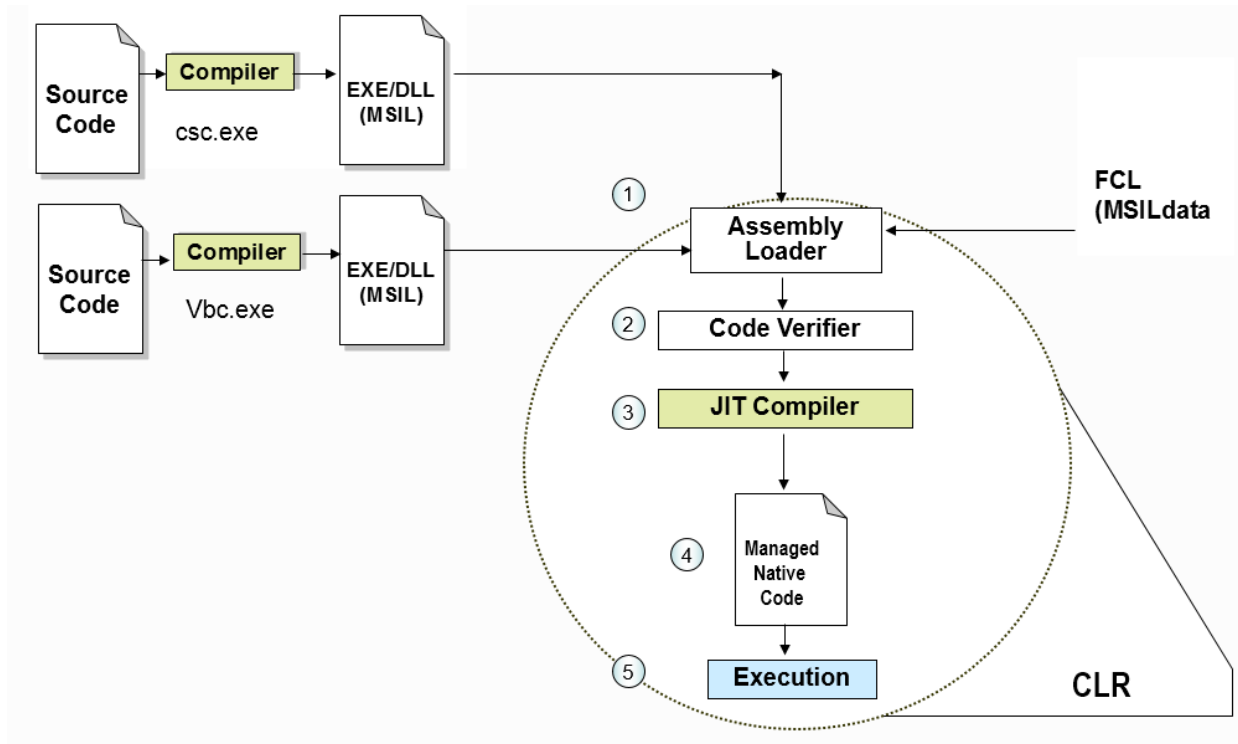 Source
Code
Compiler
csc.exe
EXE/DLL
(MSIL)
Source
Code
Compiler
Vbc.exe
EXE/DLL
(MSIL)
FCL
(MSILdata
1
Assembly
Loader
2
Code Verifier
3
JIT Compiler
4
Managed
Native
Code
5
Execution
CLR